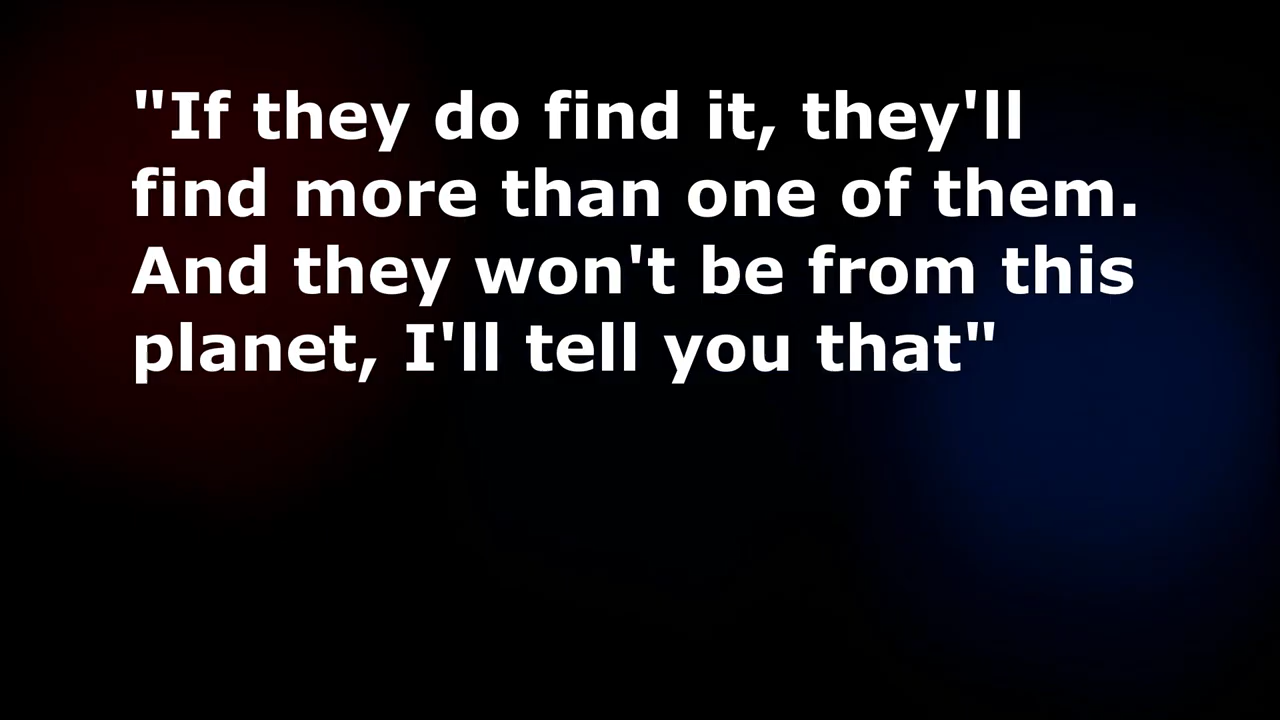 "If they do find it, they'll
find more than one of them.
And they won't be from this
planet, I'll tell you that"